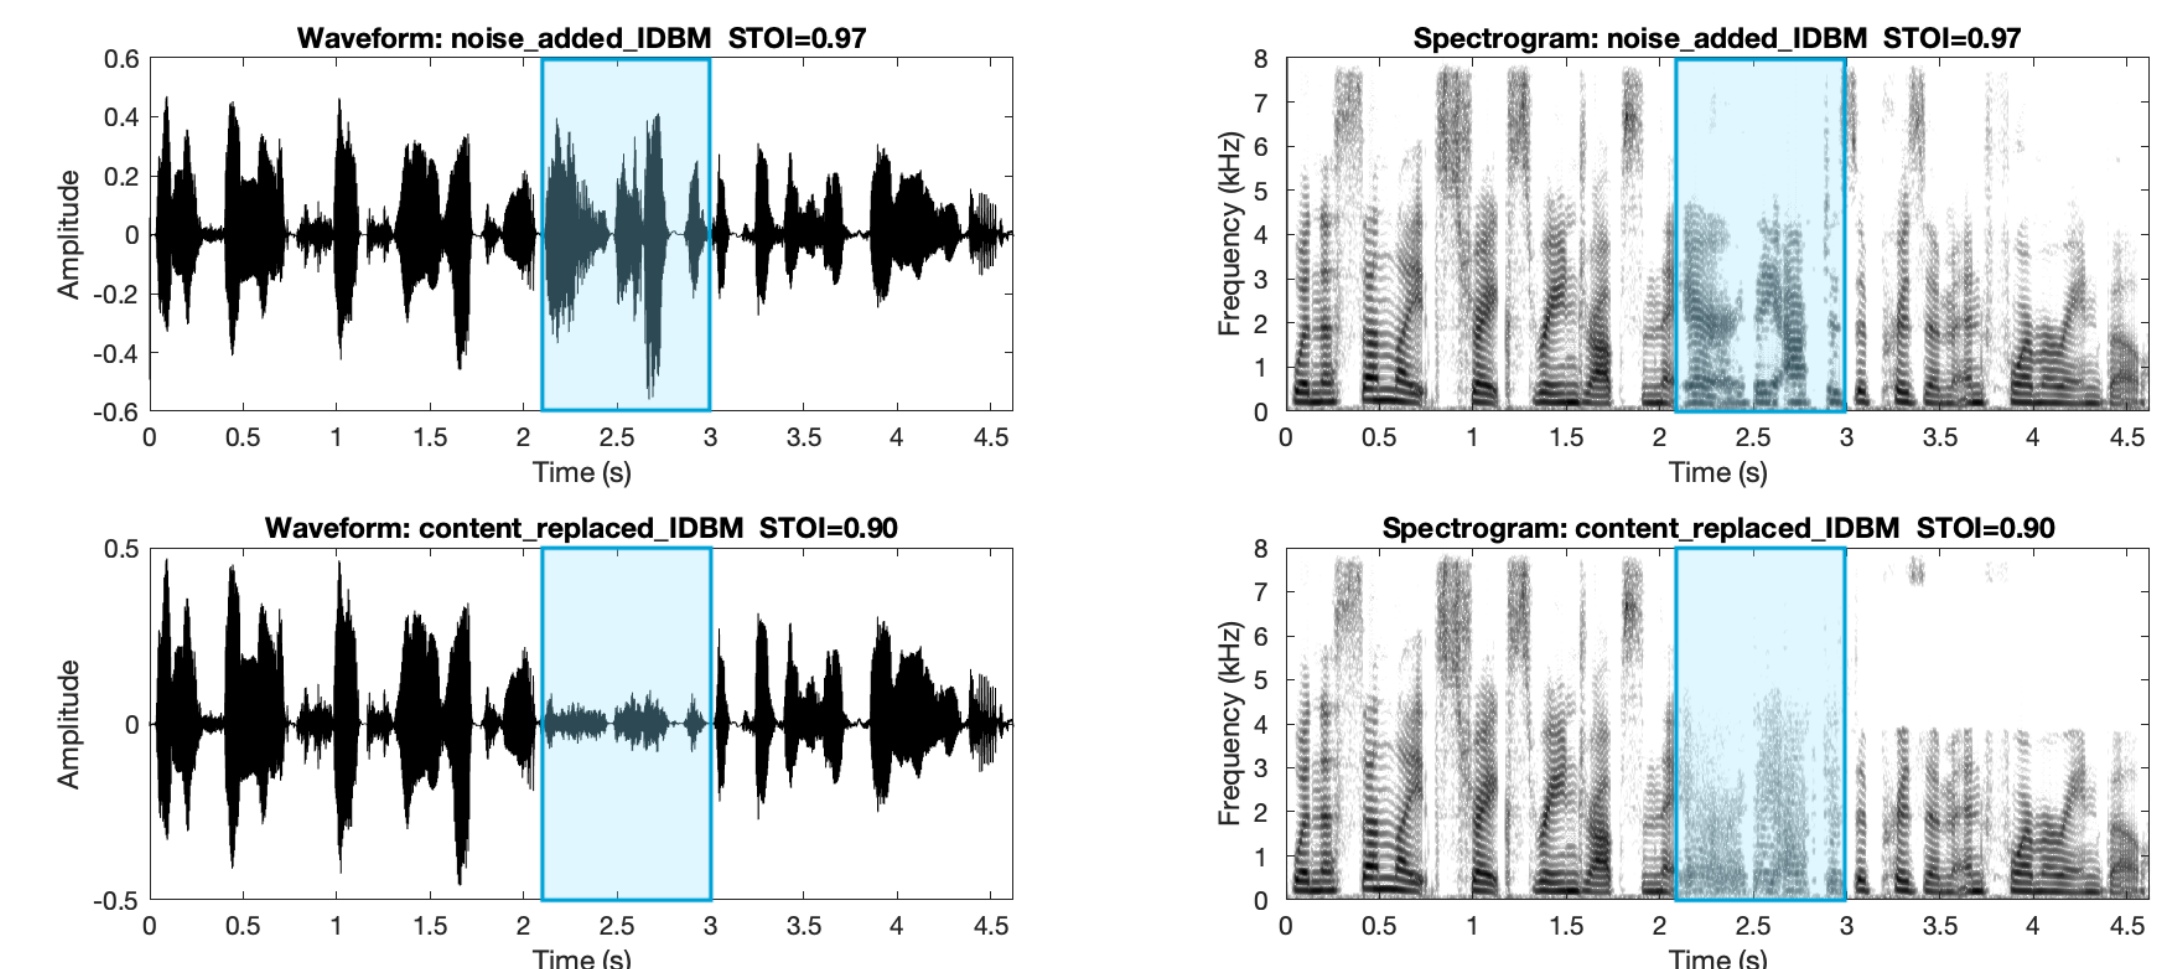 Waveform: noise_added_IDBM STOI=0.97
0.6
0.4
0.2
0
-0.2
-0.4
-0.6
Amplitude
0 0.5 1 1.5 2 2.5 3 3.5 4 4.5
Time (s)
Spectrogram: noise_added_IDBM STOI=0.97
8
7
6
5
4
3
2
1
0
Frequency (kHz)
0 0.5 1 1.5 2 2.5 3 3.5 4 4.5
Time (s)
Waveform: content_replaced_IDBM STOI=0.90
0.5
0
-0.5
Amplitude
0 0.5 1 1.5 2 2.5 3 3.5 4 4.5
Time (s)
Spectrogram: content_replaced_IDBM STOI=0.90
8
7
6
5
4
3
2
1
0
Frequency (kHz)
0 0.5 1 1.5 2 2.5 3 3.5 4 4.5
Time (s)